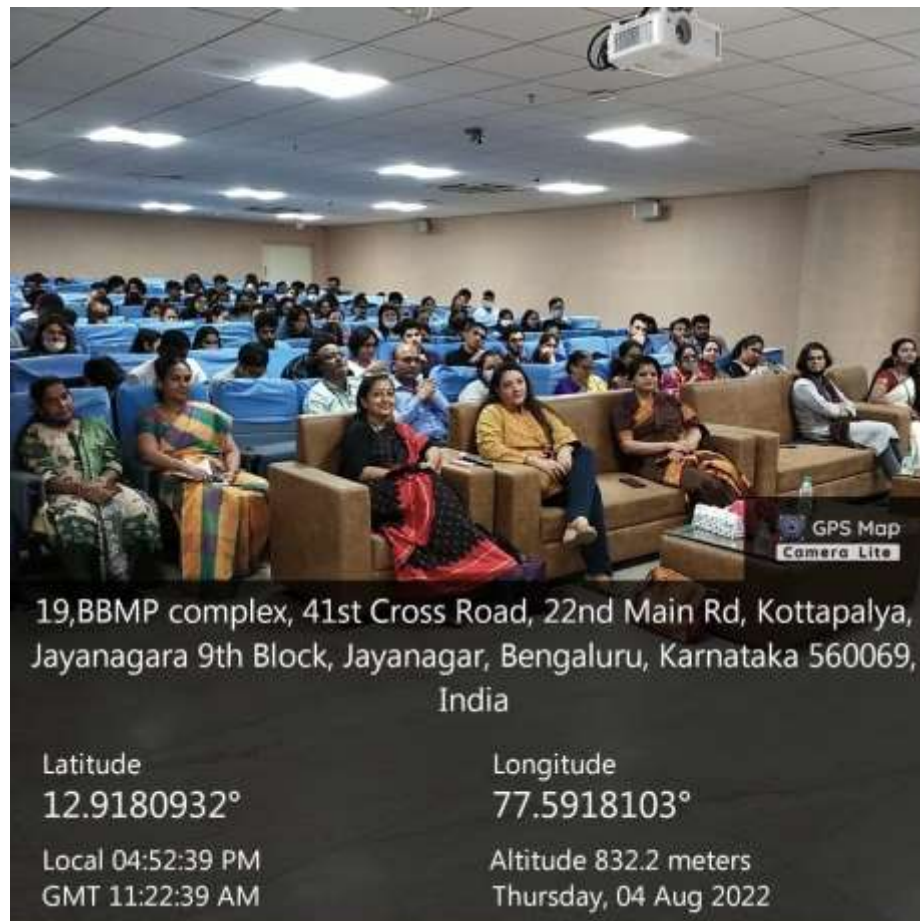 GPS Map
Camera Lite
19,BBMP complex, 41st Cross Road, 22nd Main Rd, Kottapalya,
Jayanagara 9th Block, Jayanagar, Bengaluru, Karnataka 560069,
India
Latitude
12.9180932°
Longitude
77.5918103°
Local 04:52:39 PM
GMT 11:22:39 AM
Altitude 832.2 meters
Thursday, 04 Aug 2022